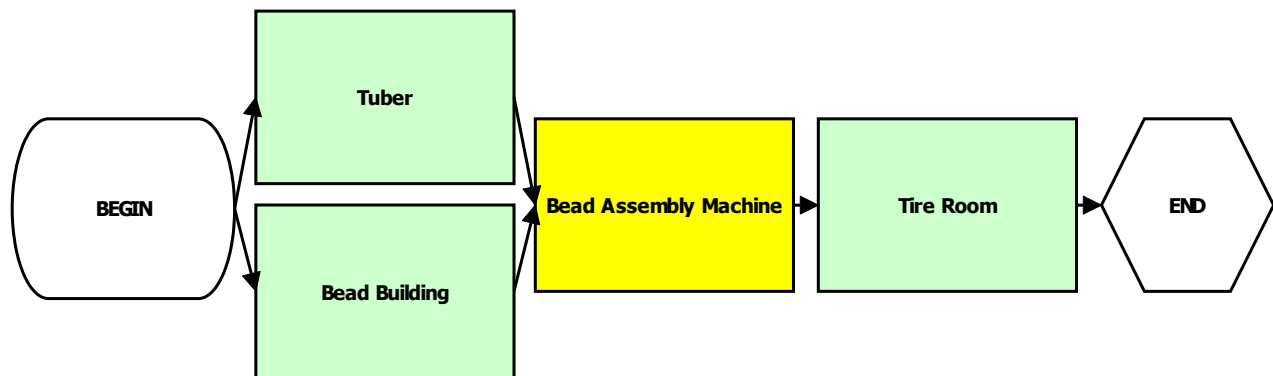 BEGIN
Tuber
Bead Building
Bead Assembly Machine
Tire Room
END